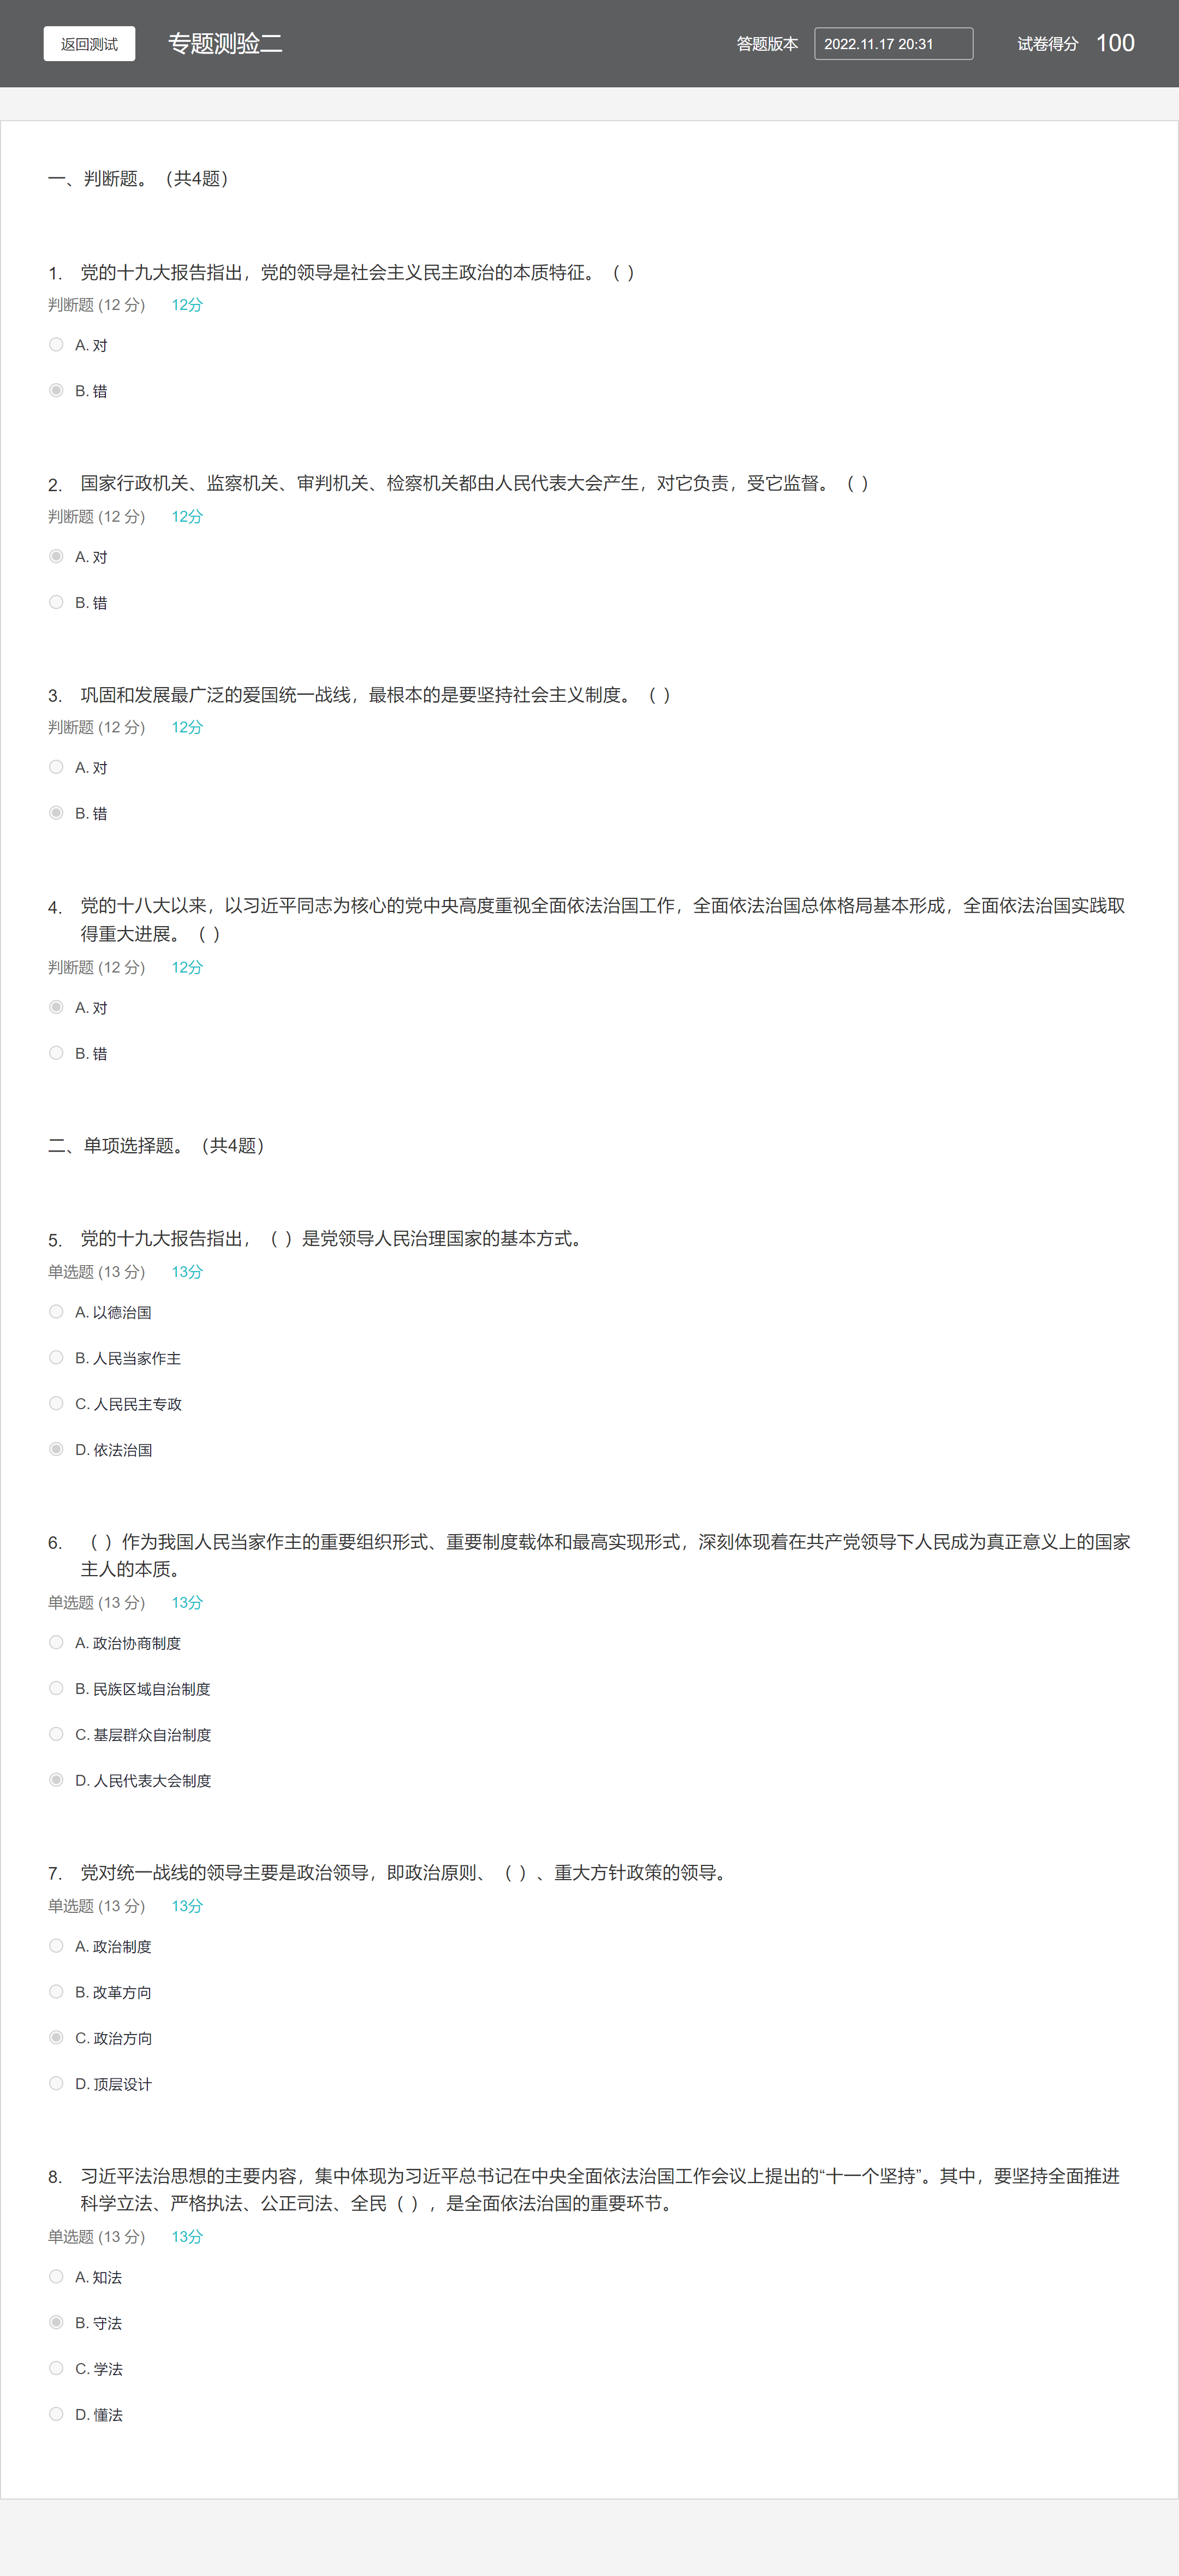 返回测试 专题测验二 答题版本 2022.11.17 20:31 试卷得分 100
一、判断题。（共4题）
1. 党的十九大报告指出，党的领导是社会主义民主政治的本质特征。（ ）
判断题 (12 分) 12分
A. 对
B. 错
2. 国家行政机关、监察机关、审判机关、检察机关都由人民代表大会产生，对它负责，受它监督。（ ）
判断题 (12 分) 12分
A. 对
B. 错
3. 巩固和发展最广泛的爱国统一战线，最根本的是要坚持社会主义制度。（ ）
判断题 (12 分) 12分
A. 对
B. 错
4. 党的十八大以来，以习近平同志为核心的党中央高度重视全面依法治国工作，全面依法治国总体格局基本形成，全面依法治国实践取
得重大进展。（ ）
判断题 (12 分) 12分
A. 对
B. 错
二、单项选择题。（共4题）
5. 党的十九大报告指出，（ ）是党领导人民治理国家的基本方式。
单选题 (13 分) 13分
A. 以德治国
B. 人民当家作主
C. 人民民主专政
D. 依法治国
6. （ ）作为我国人民当家作主的重要组织形式、重要制度载体和最高实现形式，深刻体现着在共产党领导下人民成为真正意义上的国家
主人的本质。
单选题 (13 分) 13分
A. 政治协商制度
B. 民族区域自治制度
C. 基层群众自治制度
D. 人民代表大会制度
7. 党对统一战线的领导主要是政治领导，即政治原则、（ ）、重大方针政策的领导。
单选题 (13 分) 13分
A. 政治制度
B. 改革方向
C. 政治方向
D. 顶层设计
8. 习近平法治思想的主要内容，集中体现为习近平总书记在中央全面依法治国工作会议上提出的“十一个坚持”。其中，要坚持全面推进
科学立法、严格执法、公正司法、全民（ ），是全面依法治国的重要环节。
单选题 (13 分) 13分
A. 知法
B. 守法
C. 学法
D. 懂法